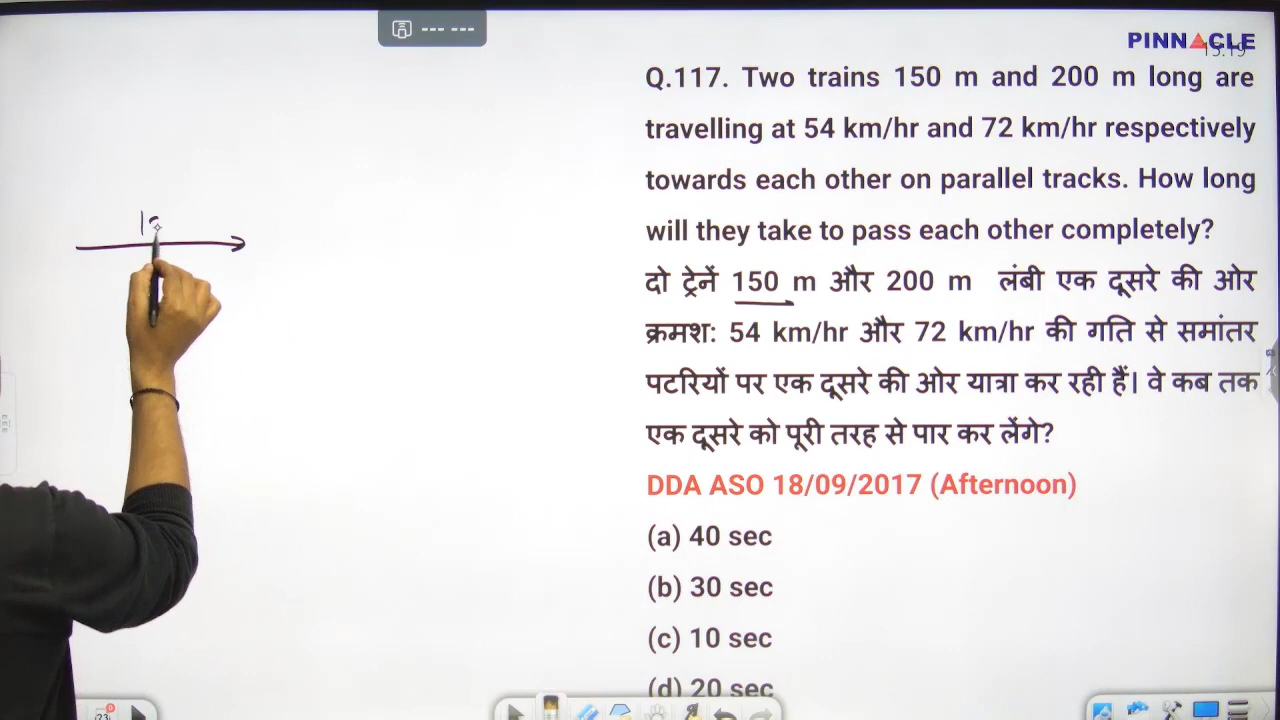 PINNACLE
Q.117. Two trains 150 m and 200 m long are
travelling at 54 km/hr and 72 km/hr respectively
towards each other on parallel tracks. How long
will they take to pass each other completely?
दो ट्रेनें 150 m और 200 m लंबी एक दूसरे की ओर
क्रमश: 54 km/hr और 72 km/hr की गति से समांतर
पटरियों पर एक दूसरे की ओर यात्रा कर रही हैं। वे कब तक
एक दूसरे को पूरी तरह से पार कर लेंगे?
DDA ASO 18/09/2017 (Afternoon)
(a) 40 sec
(b) 30 sec
(c) 10 sec
(d) 20 sec